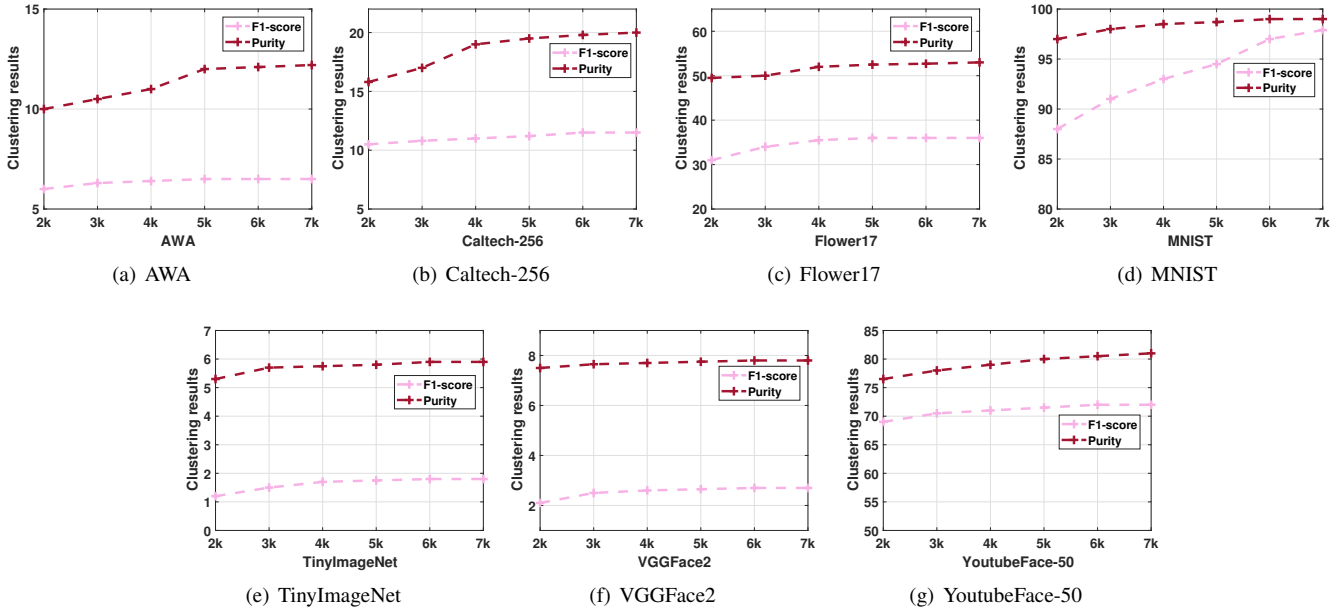 15
10
5
Clustering results
F1-score
Purity
2k 3k 4k 5k 6k 7k
AWA
(a) AWA
20
15
10
5
Clustering results
F1-score
Purity
2k 3k 4k 5k 6k 7k
Caltech-256
(b) Caltech-256
60
50
40
30
20
Clustering results
F1-score
Purity
2k 3k 4k 5k 6k 7k
Flower17
(c) Flower17
100
95
90
85
80
Clustering results
F1-score
Purity
2k 3k 4k 5k 6k 7k
MNIST
(d) MNIST
7
6
5
4
3
2
1
0
Clustering results
F1-score
Purity
2k 3k 4k 5k 6k 7k
TinyImageNet
(e) TinyImageNet
8
6
4
2
Clustering results
F1-score
Purity
2k 3k 4k 5k 6k 7k
VGGFace2
(f) VGGFace2
85
80
75
70
65
60
55
50
Clustering results
F1-score
Purity
2k 3k 4k 5k 6k 7k
YoutubeFace-50
(g) YoutubeFace-50